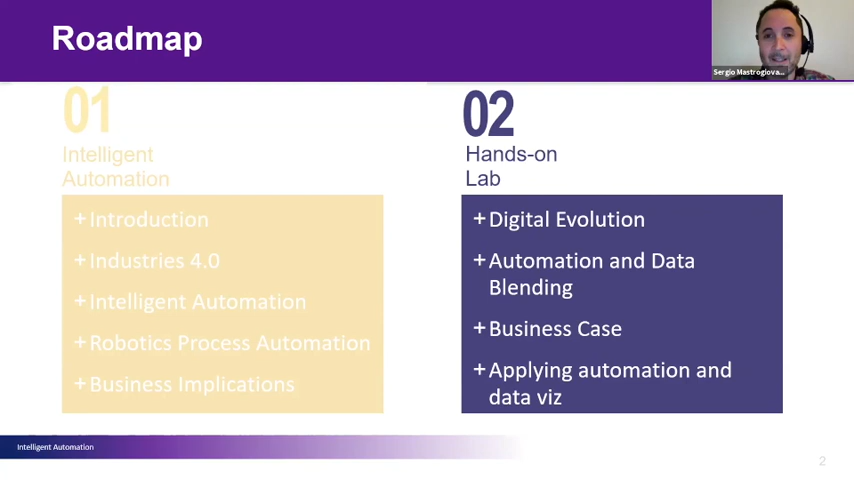 Roadmap
Sergio Mastrogiova...
01
Intelligent
Automation
+Introduction
+Industries 4.0
+Intelligent Automation
+Robotics Process Automation
+Business Implications
02
Hands-on
Lab
+Digital Evolution
+Automation and Data
Blending
+Business Case
+Applying automation and
data viz
Intelligent Automation
2